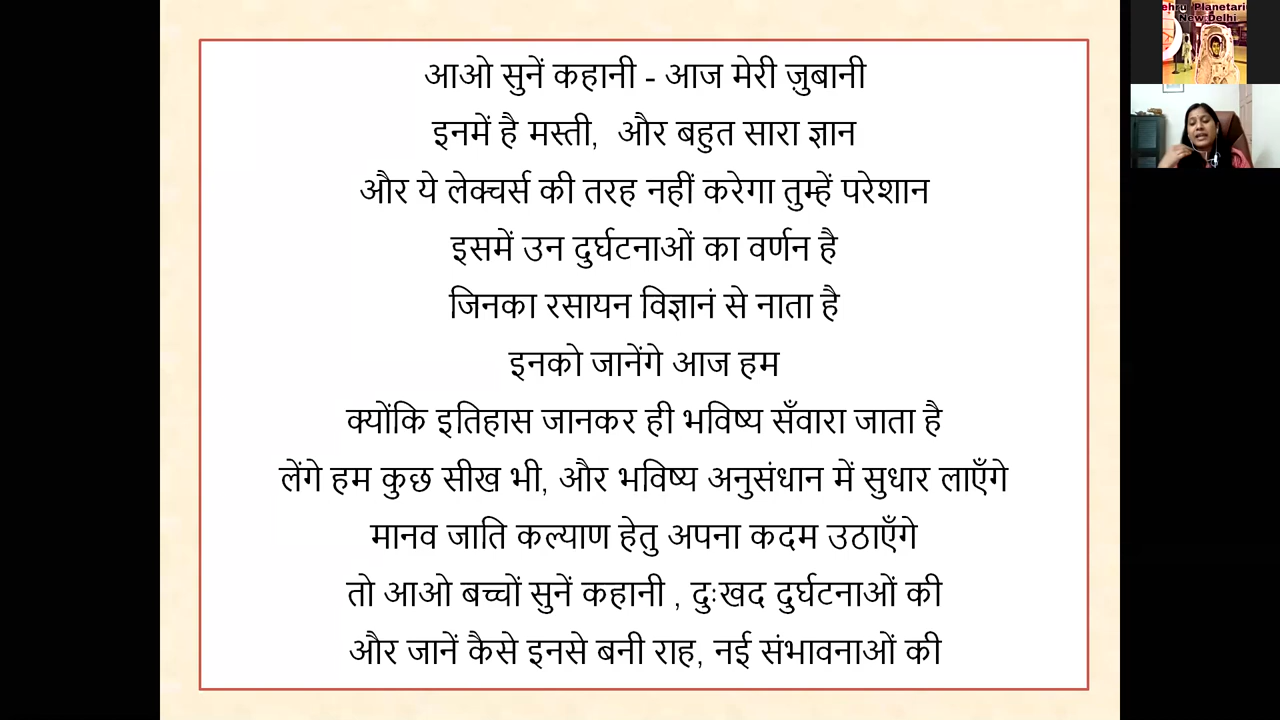 आओ सुनें कहानी - आज मेरी ज़ुबानी
इनमें है मस्ती,  और बहुत सारा ज्ञान
और ये लेक्चर्स की तरह नहीं करेगा तुम्हें परेशान
इसमें उन दुर्घटनाओं का वर्णन है
जिनका रसायन विज्ञानं से नाता है
इनको जानेंगे आज हम
क्योंकि इतिहास जानकर ही भविष्य सँवारा जाता है
लेंगे हम कुछ सीख भी, और भविष्य अनुसंधान में सुधार लाएँगे
मानव जाति कल्याण हेतु अपना कदम उठाएँगे
तो आओ बच्चों सुनें कहानी , दुःखद दुर्घटनाओं की
और जानें कैसे इनसे बनी राह, नई संभावनाओं की
New Delhi